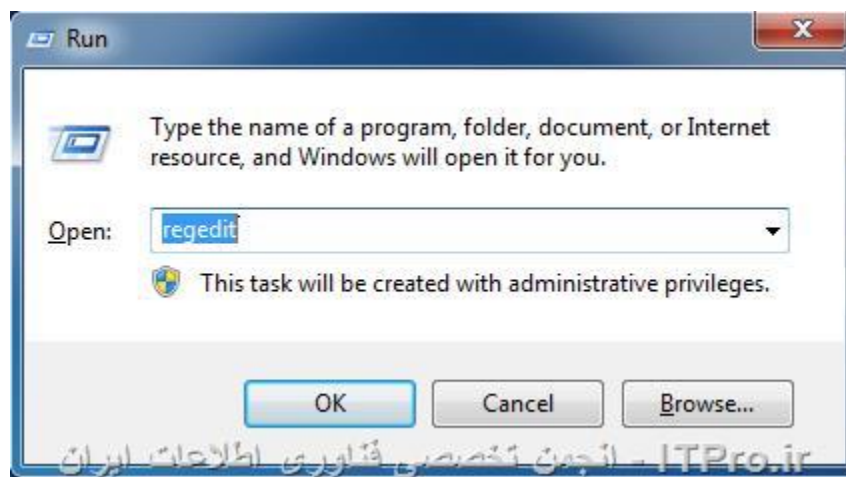 Run
Type the name of a program, folder, document, or Internet
resource, and Windows will open it for you.
Open:
regedit
This task will be created with administrative privileges.
OK
Cancel
Browse...
ITPro.ir - انجمن تخصصی فناوری اطلاعات ایران